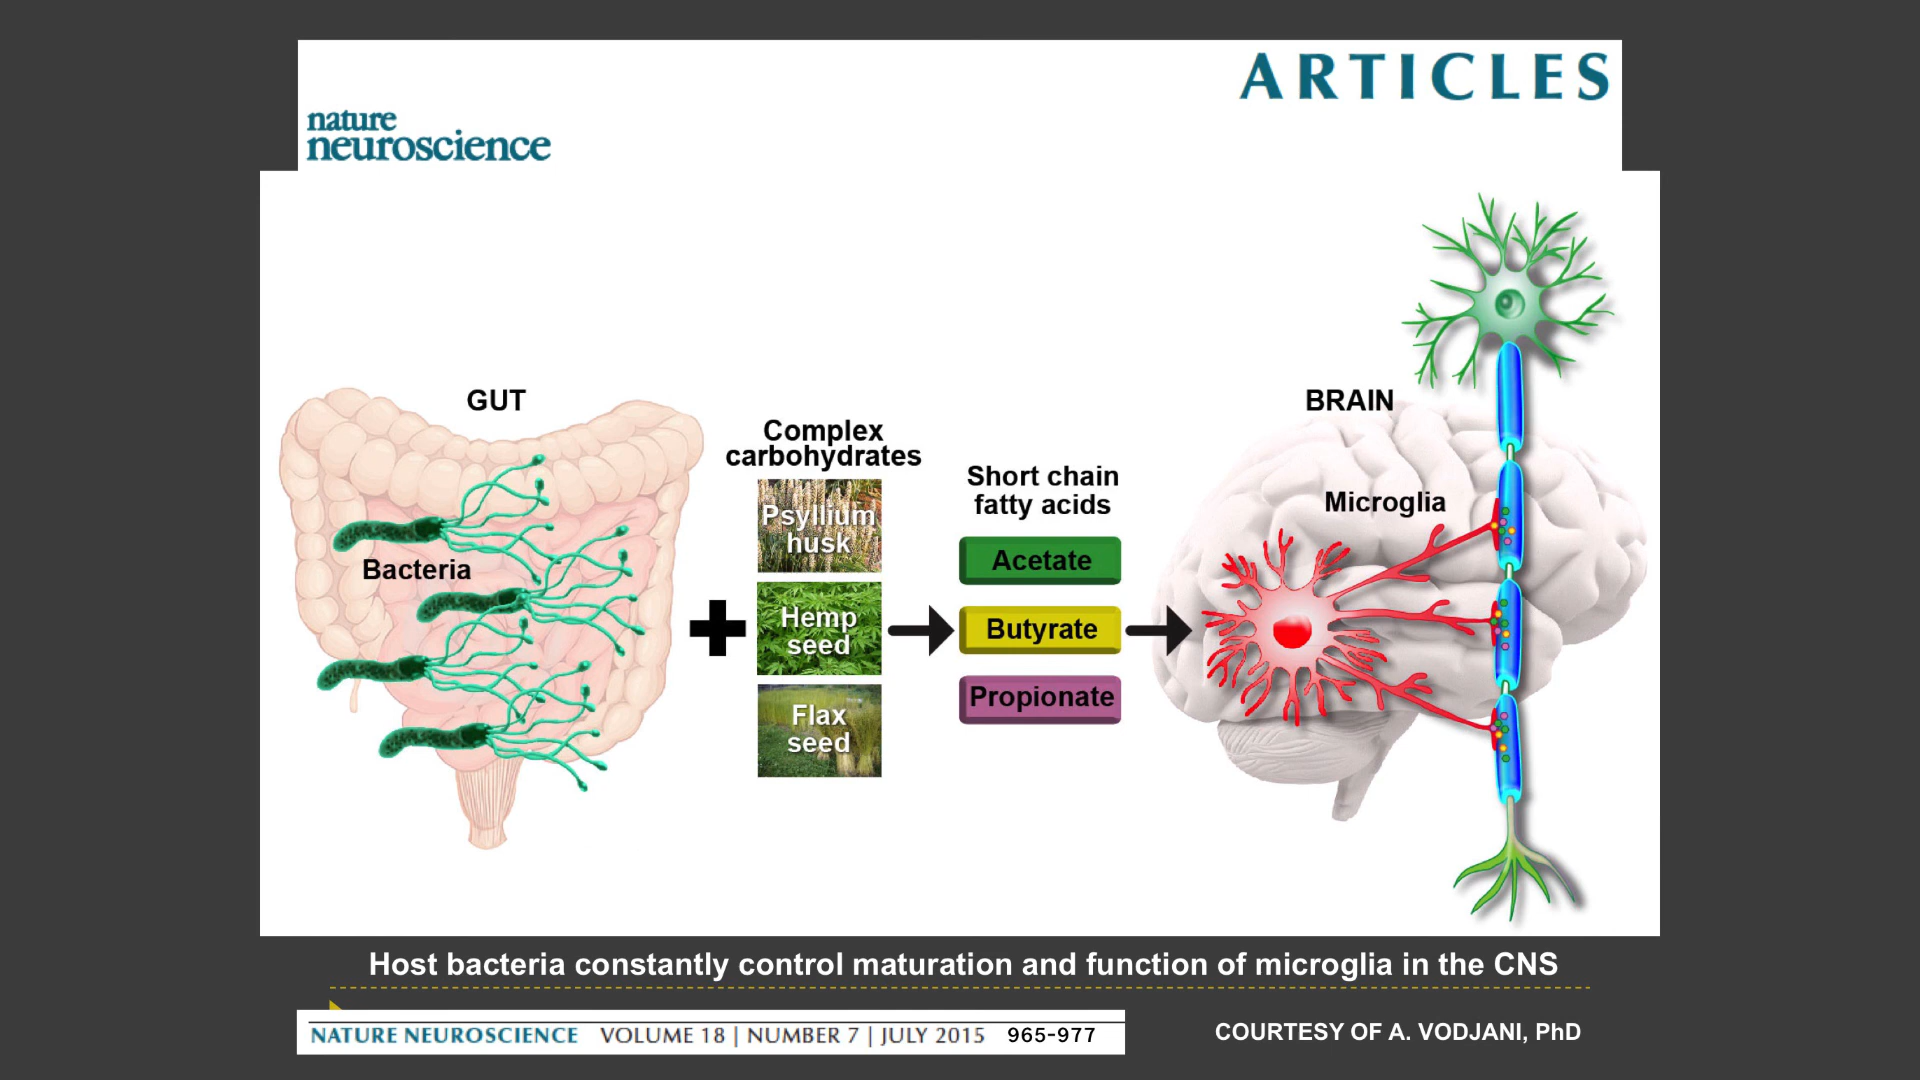 ARTICLES
nature
neuroscience
GUT
Bacteria
Complex
carbohydrates
Psyllium
husk
Hemp
seed
Flax
seed
Short chain
fatty acids
Acetate
Butyrate
Propionate
BRAIN
Microglia
Host bacteria constantly control maturation and function of microglia in the CNS
NATURE NEUROSCIENCE VOLUME 18 | NUMBER 7 | JULY 2015 965-977
COURTESY OF A. VODJANI, PhD